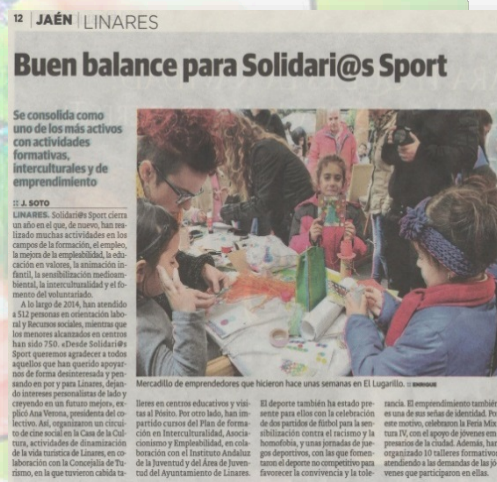 12 | JAÉN | LINARES
Buen balance para Solidari@s Sport
Se consolida como
uno de los más activos
con actividades
formativas,
interculturales y de
emprendimiento
:: J. SOTO
LINARES. Solidari@s Sport cierra
un año en el que, de nuevo, han rea-
lizado muchas actividades en los
campos de la formación, el empleo,
la mejora de la empleabilidad, la edu-
cación en valores, la animación in-
fantil, la sensibilización medioam-
biental, la interculturalidad y el fo-
mento del voluntariado.
A lo largo de 2014, han atendido
a 512 personas en orientación labo-
ral y Recursos sociales, mientras que
los menores alcanzados en centros
han sido 750. «Desde Solidari@s
Sport queremos agradecer a todos
aquellos que han querido apoyar-
nos de forma desinteresada y pen-
sando en por y para Linares, dejan-
do intereses personalistas de lado y
creyendo en un futuro mejor», ex-
plicó Ana Verona, presidenta del co-
lectivo. Así, organizaron un circui-
to de cine social en la Casa de la Cul-
tura, actividades de dinamización
de la vida turística de Linares, en co-
laboración con la Concejalía de Tu-
rismo, en la que tuvieron cabida ta-
Mercadillo de emprendedores que hicieron hace unas semanas en El Lugarillo. :: ENRIQUE
lleres en centros educativos y visi-
tas al Pósito. Por otro lado, han im-
partido cursos del Plan de forma-
ción en Interculturalidad, Asocia-
cionismo y Empleabilidad, en cola-
boración con el Instituto Andaluz
de la Juventud y del Área de Juven-
tud del Ayuntamiento de Linares.
El deporte también ha estado pre-
sente para ellos con la celebración
de dos partidos de fútbol para la sen-
sibilización contra el racismo y la
homofobia, y unas jornadas de jue-
gos deportivos, con las que fomen-
taron el deporte no competitivo para
favorecer la convivencia y la tole-
rancia. El emprendimiento también
es una de sus señas de identidad. Por
este motivo, celebraron la Feria Mix-
tura IV, con el apoyo de jóvenes em-
presarios de la ciudad. Además, han
organizado 10 talleres formativos
atendiendo a las demandas de las jó-
venes que participaron en ellas.